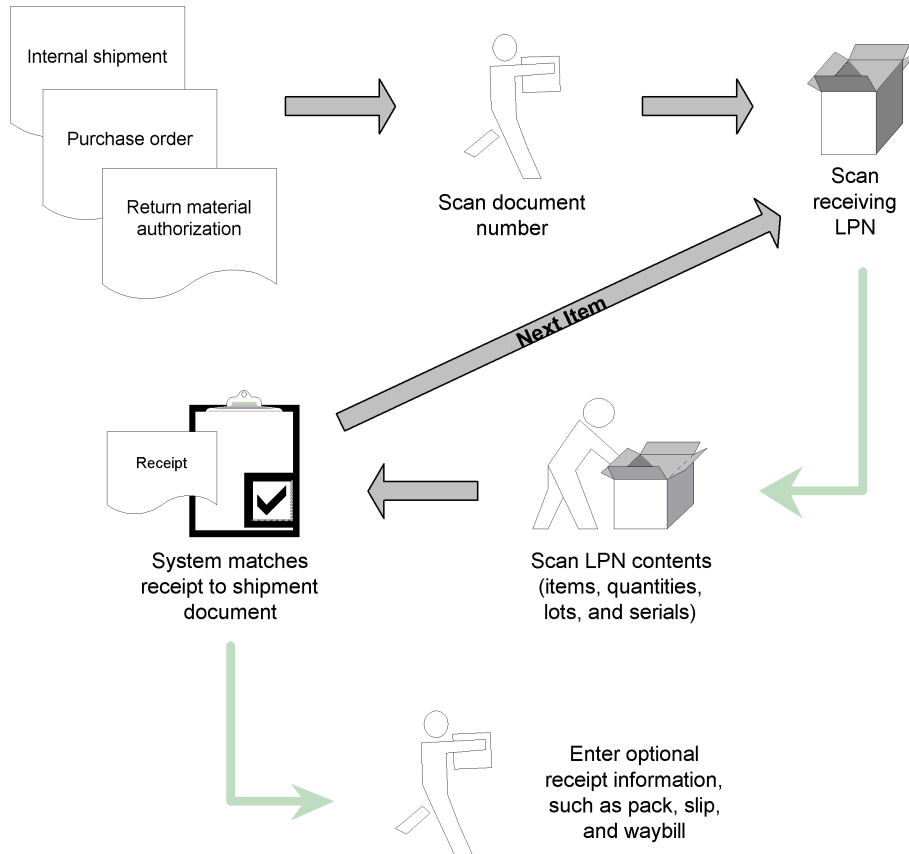 Internal shipment
Purchase order
Return material
authorization
Scan document
number
Scan
receiving
LPN
Next Item
Receipt
Scan LPN contents
(items, quantities,
lots, and serials)
System matches
receipt to shipment
document
Enter optional
receipt information,
such as pack, slip,
and waybill